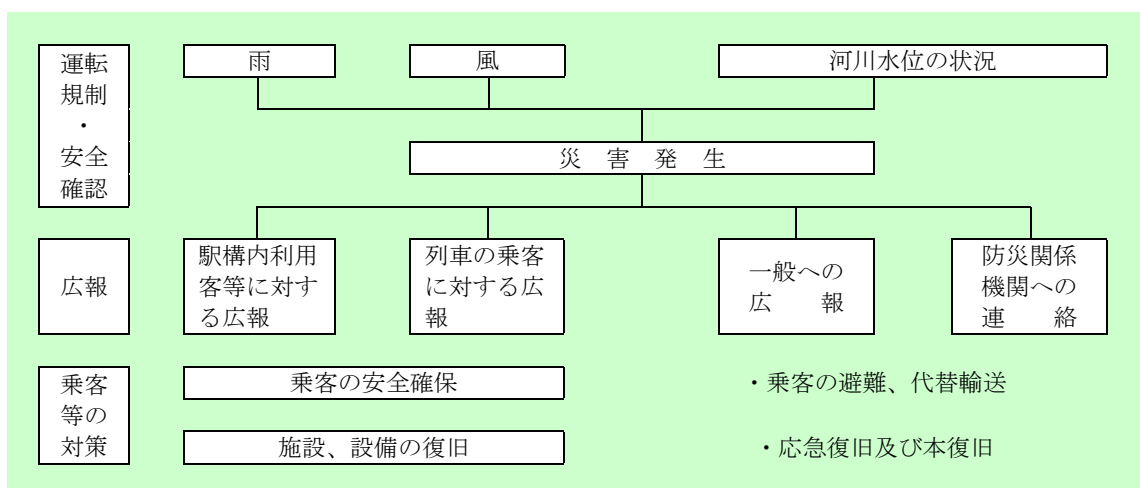 運転
規制
・
安全
確認
雨
風
河川水位の状況
災 害 発 生
広報
駅構内利用
客等に対す
る広報
列車の乗客
に対する広
報
一般への
広 報
防災関係
機関への
連 絡
乗客
等の
対策
乗客の安全確保
・乗客の避難、代替輸送
施設、設備の復旧
・応急復旧及び本復旧